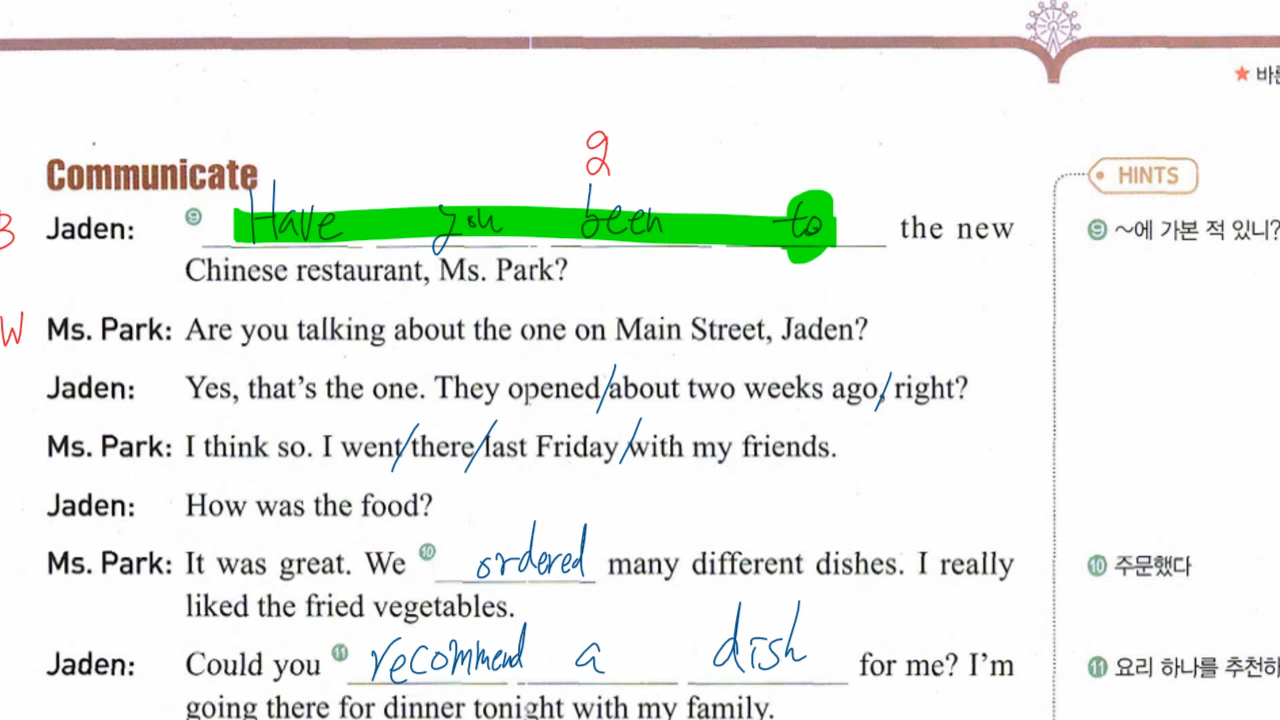 ★ 바른
g
Communicate
HINTS
B Jaden: ⑨ Have you been to the new
⑨ ~에 가본 적 있니?
Chinese restaurant, Ms. Park?
W Ms. Park: Are you talking about the one on Main Street, Jaden?
Jaden: Yes, that's the one. They opened/about two weeks ago,/right?
Ms. Park: I think so. I went/there/last Friday/with my friends.
Jaden: How was the food?
Ms. Park: It was great. We ⑩ ordered many different dishes. I really
⑩ 주문했다
liked the fried vegetables.
Jaden: Could you ⑪ recommend a dish for me? I'm
⑪ 요리 하나를 추천하
going there for dinner tonight with my family.